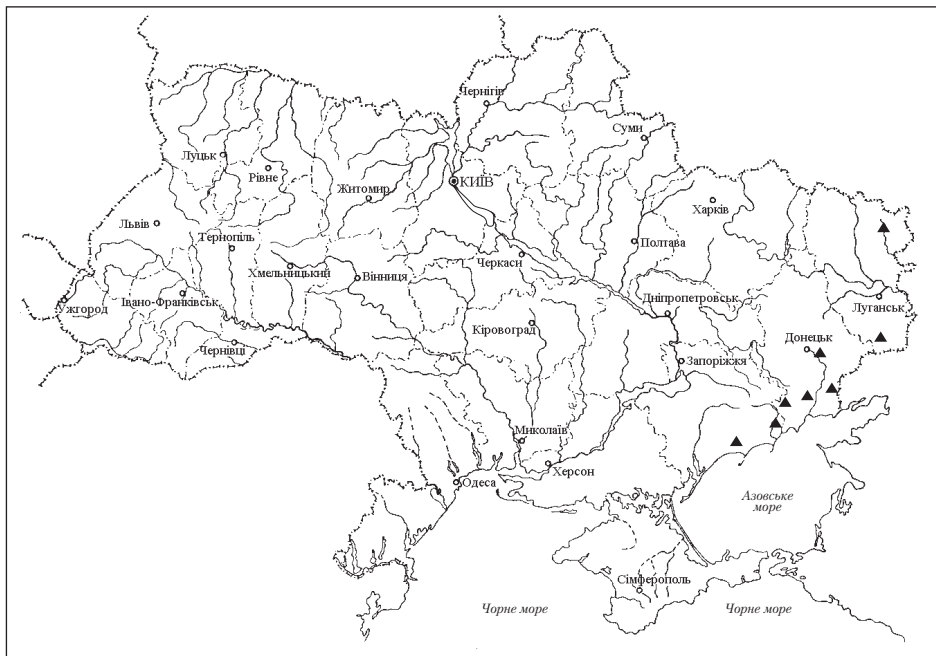 Чернігів
Суми
Луцьк
Рівне
Житомир
КИЇВ
Харків
Львів
Тернопіль
Полтава
Хмельницький
Вінниця
Черкаси
Ужгород
Івано-Франківськ
Дніпропетровськ
Луганськ
Кіровоград
Донецьк
Чернівці
Запоріжжя
Миколаїв
Херсон
Одеса
Азовське
море
Сімферополь
Чорне море
Чорне море